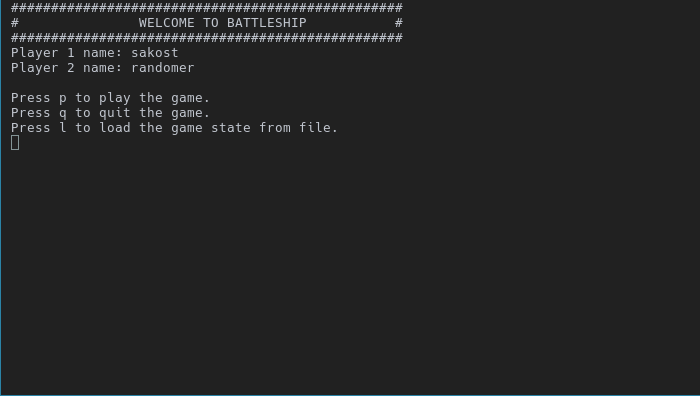 #################################################
#               WELCOME TO BATTLESHIP           #
#################################################
Player 1 name: sakost
Player 2 name: randomer
Press p to play the game.
Press q to quit the game.
Press l to load the game state from file.